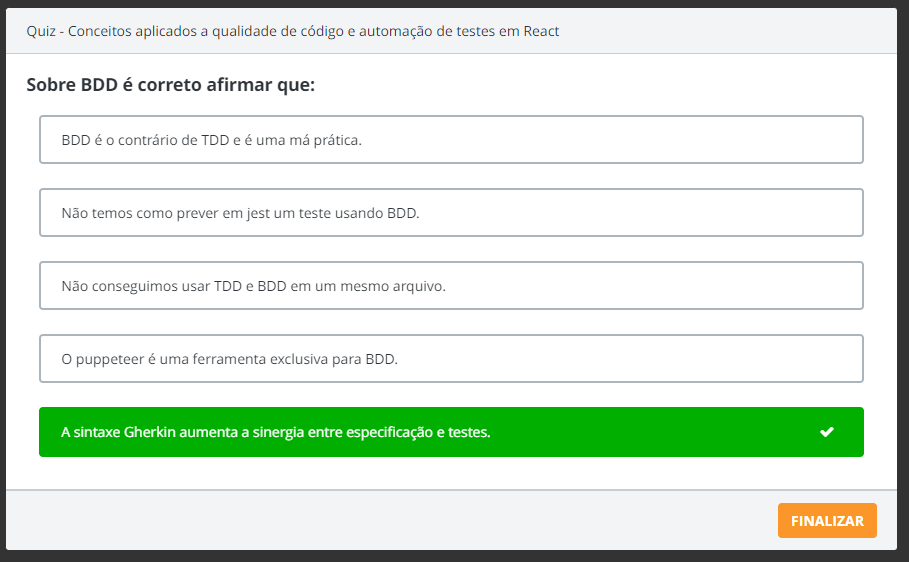 Quiz - Conceitos aplicados a qualidade de código e automação de testes em React
Sobre BDD é correto afirmar que:
BDD é o contrário de TDD e é uma má prática.
Não temos como prever em jest um teste usando BDD.
Não conseguimos usar TDD e BDD em um mesmo arquivo.
O puppeteer é uma ferramenta exclusiva para BDD.
A sintaxe Gherkin aumenta a sinergia entre especificação e testes.
FINALIZAR